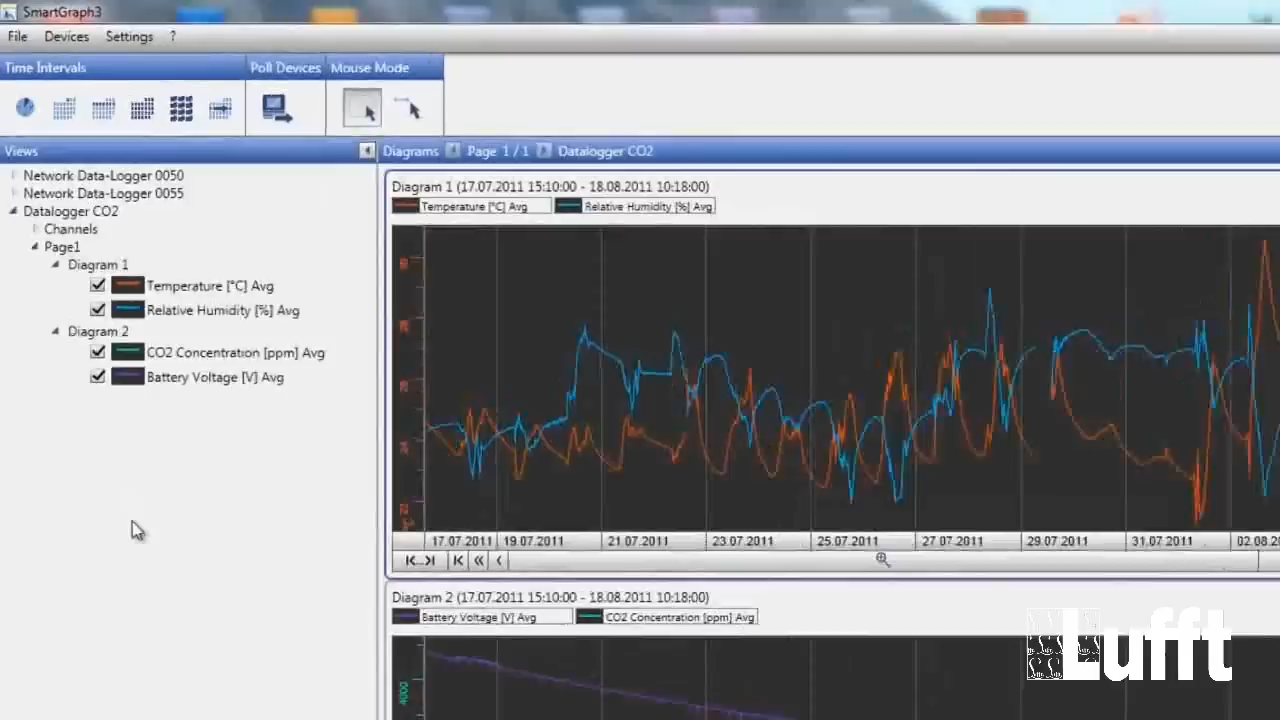 SmartGraph3
File Devices Settings ?
Time Intervals Poll Devices Mouse Mode
Views Diagrams Page 1 / 1 Datalogger CO2
Network Data-Logger 0050
Network Data-Logger 0055
Datalogger CO2
Channels
Page1
Diagram 1
Temperature [°C] Avg
Relative Humidity [%] Avg
Diagram 2
CO2 Concentration [ppm] Avg
Battery Voltage [V] Avg
Diagram 1 (17.07.2011 15:10:00 - 18.08.2011 10:18:00)
Temperature [°C] Avg Relative Humidity [%] Avg
17.07.2011 19.07.2011 21.07.2011 23.07.2011 25.07.2011 27.07.2011 29.07.2011 31.07.2011 02.08.20
Diagram 2 (17.07.2011 15:10:00 - 18.08.2011 10:18:00)
Battery Voltage [V] Avg CO2 Concentration [ppm] Avg
Lufft